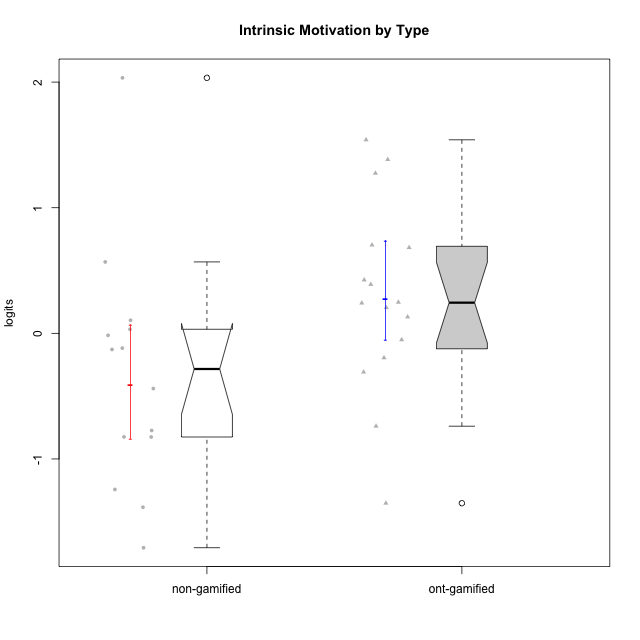 Intrinsic Motivation by Type
logits
2
1
0
-1
non-gamified
ont-gamified